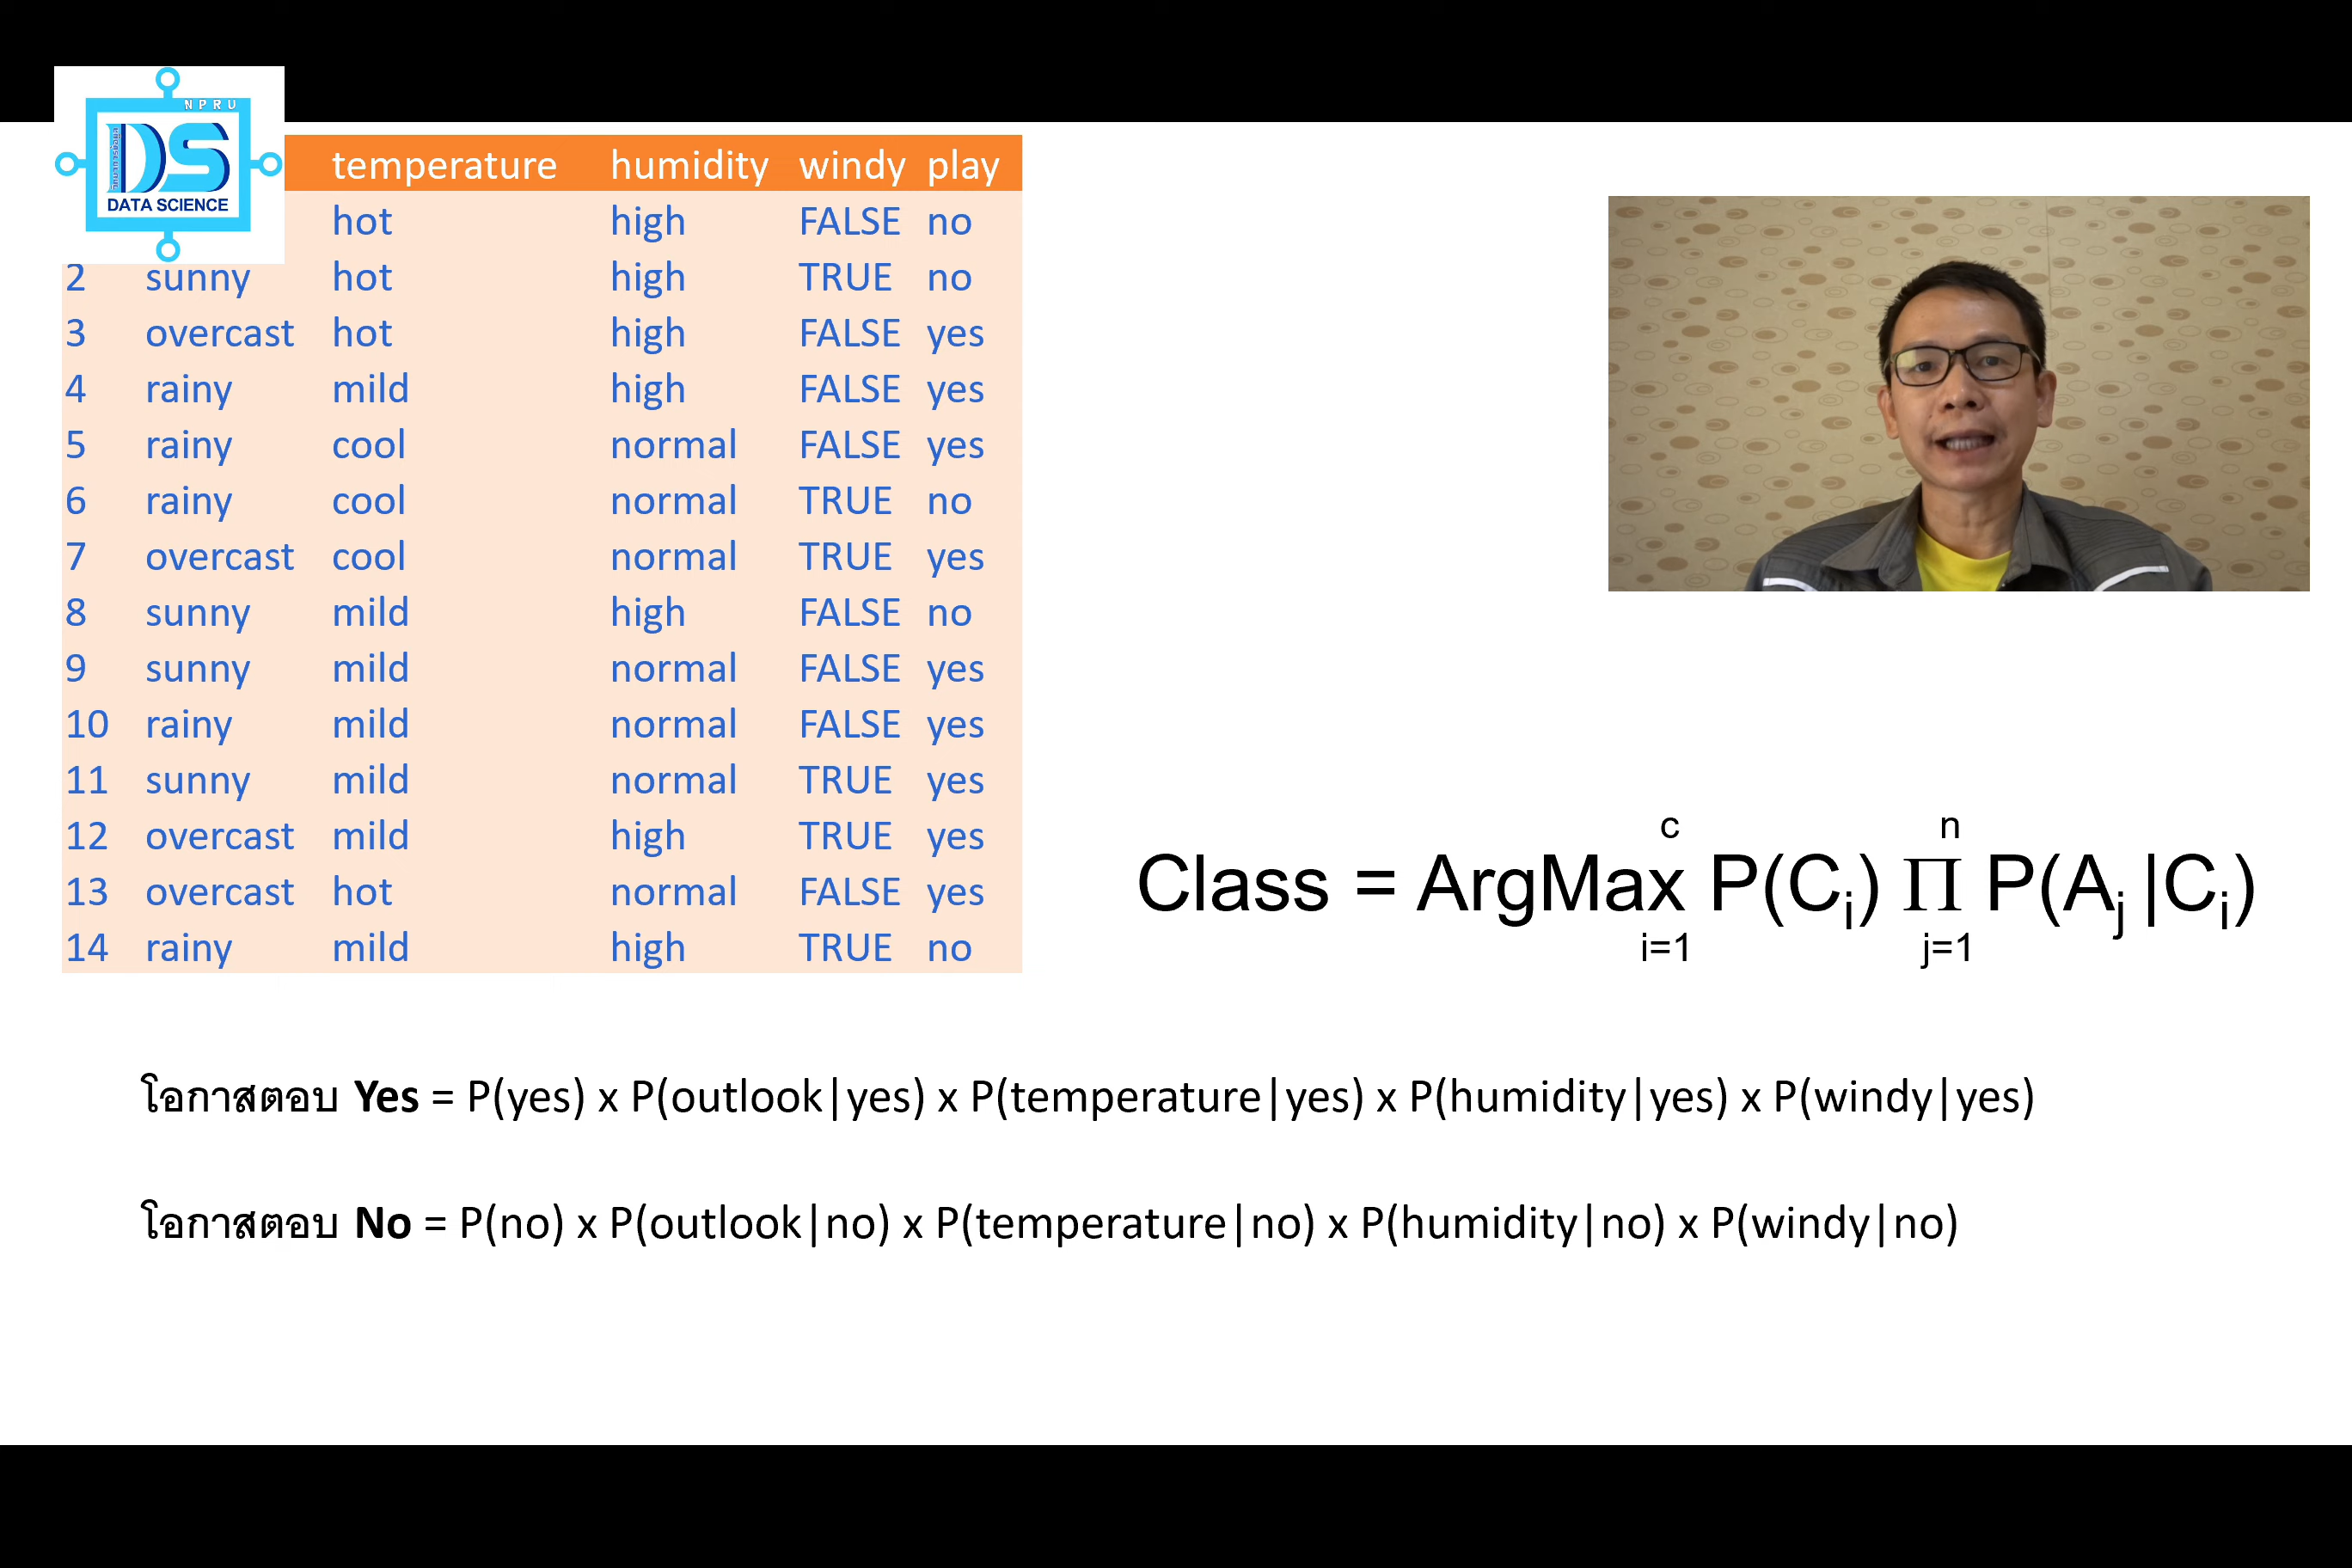 NPRU
DS
DATA SCIENCE
temperature humidity windy play
hot high FALSE no
2 sunny hot high TRUE no
3 overcast hot high FALSE yes
4 rainy mild high FALSE yes
5 rainy cool normal FALSE yes
6 rainy cool normal TRUE no
7 overcast cool normal TRUE yes
8 sunny mild high FALSE no
9 sunny mild normal FALSE yes
10 rainy mild normal FALSE yes
11 sunny mild normal TRUE yes
12 overcast mild high TRUE yes
13 overcast hot normal FALSE yes
14 rainy mild high TRUE no
c n
Class = ArgMax P(Ci) Π P(Aj |Ci)
i=1 j=1
โอกาสตอบ Yes = P(yes) x P(outlook|yes) x P(temperature|yes) x P(humidity|yes) x P(windy|yes)
โอกาสตอบ No = P(no) x P(outlook|no) x P(temperature|no) x P(humidity|no) x P(windy|no)